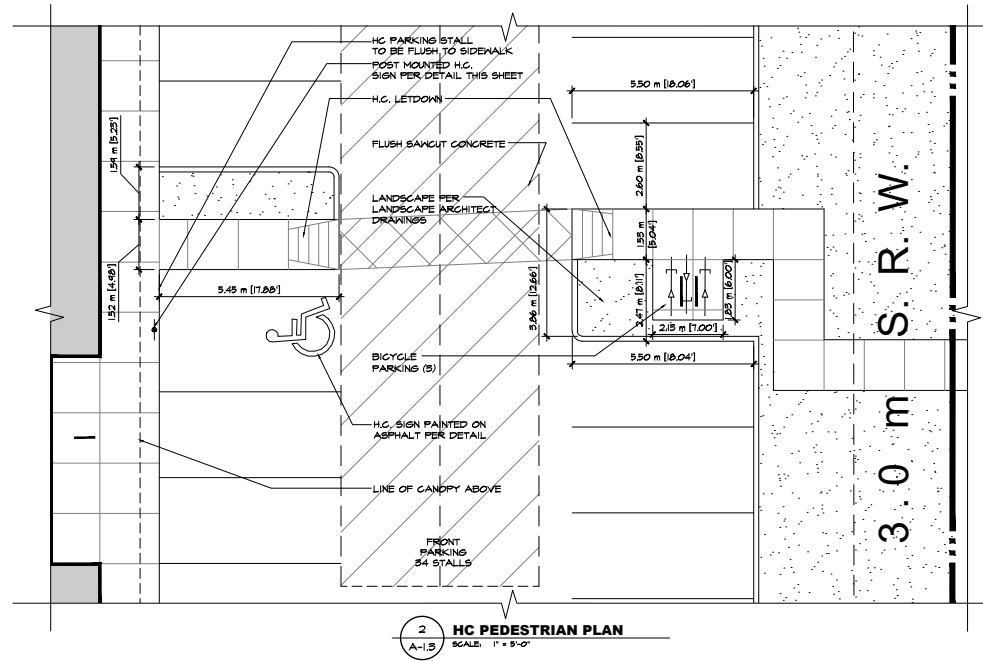 HC PARKING STALL
TO BE FLUSH TO SIDEWALK
POST MOUNTED H.C.
SIGN PER DETAIL THIS SHEET
H.C. LETDOWN
FLUSH SAWCUT CONCRETE
LANDSCAPE PER
LANDSCAPE ARCHITECT
DRAWINGS
BICYCLE
PARKING (5)
H.C. SIGN PAINTED ON
ASPHALT PER DETAIL
LINE OF CANOPY ABOVE
FRONT
PARKING
34 STALLS
1.59 m [5.23']
1.52 m [4.98']
5.45 m [17.88']
5.50 m [18.06']
2.60 m [8.55']
1.53 m
[5.04']
3.86 m [12.66']
2.47 m [8.11']
1.83 m [6.00']
2.13 m [7.00']
5.50 m [18.04']
3.0 m S. R. W.
2
A-1.3
HC PEDESTRIAN PLAN
SCALE: 1" = 5'-0"